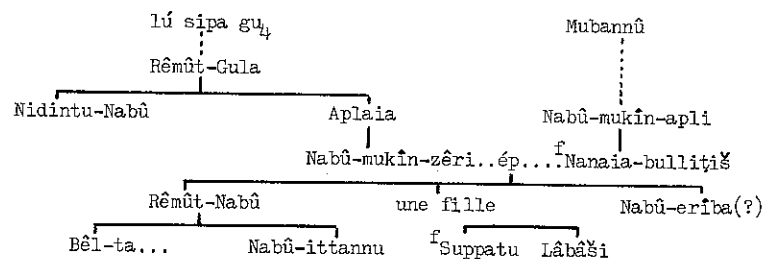 lú sipa gu4 Mubannû
Rêmût-Gula
Nidintu-Nabû Aplaia Nabû-mukîn-apli
Nabû-mukîn-zêri..ép....fNanaia-bulliṭiš
Rêmût-Nabû une fille Nabû-erîba(?)
Bêl-ta... Nabû-ittannu fSuppatu Lâbâši